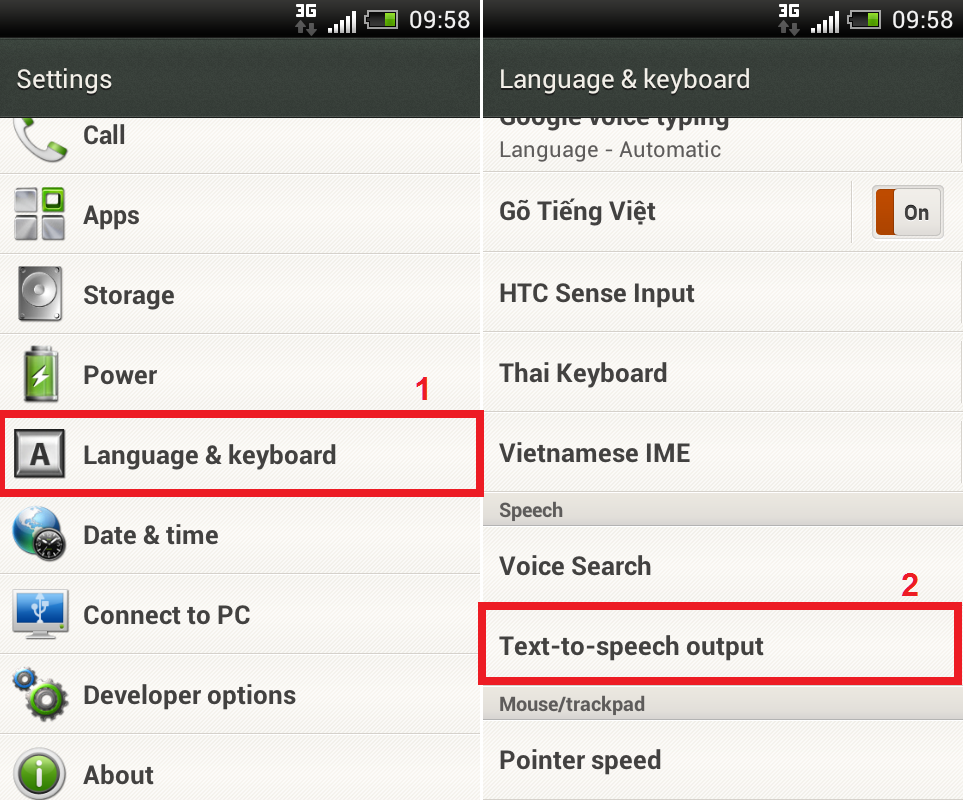 3G 09:58
Settings
Call
Apps
Storage
Power
1
A Language & keyboard
Date & time
Connect to PC
Developer options
About
3G 09:58
Language & keyboard
Google voice typing
Language - Automatic
Gõ Tiếng Việt On
HTC Sense Input
Thai Keyboard
Vietnamese IME
Speech
Voice Search
2
Text-to-speech output
Mouse/trackpad
Pointer speed